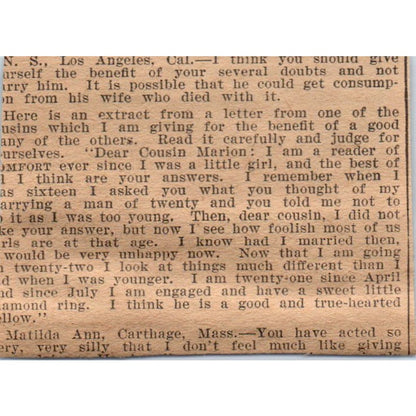 N. S., Los Angeles, Cal.—I think you should give
urself the benefit of your several doubts and not
rry him. It is possible that he could get consump-
on from his wife who died with it.
Here is an extract from a letter from one of the
usins which I am giving for the benefit of a good
any of the others. Read it carefully and judge for
urselves. "Dear Cousin Marion: I am a reader of
OMFORT ever since I was a little girl, and the best of
I think are your answers. I remember when I
as sixteen I asked you what you thought of my
arrying a man of twenty and you told me not to
o it as I was too young. Then, dear cousin, I did not
ke your answer, but now I see how foolish most of us
rls are at that age. I know had I married then,
would be very unhappy now. Now that I am going
n twenty-two I look at things much different than I
d when I was younger. I am twenty-one since April
nd since July I am engaged and have a sweet little
amond ring. I think he is a good and true-hearted
ellow."
Matilda Ann, Carthage, Mass.—You have acted so
ery, very silly that I don't feel much like giving